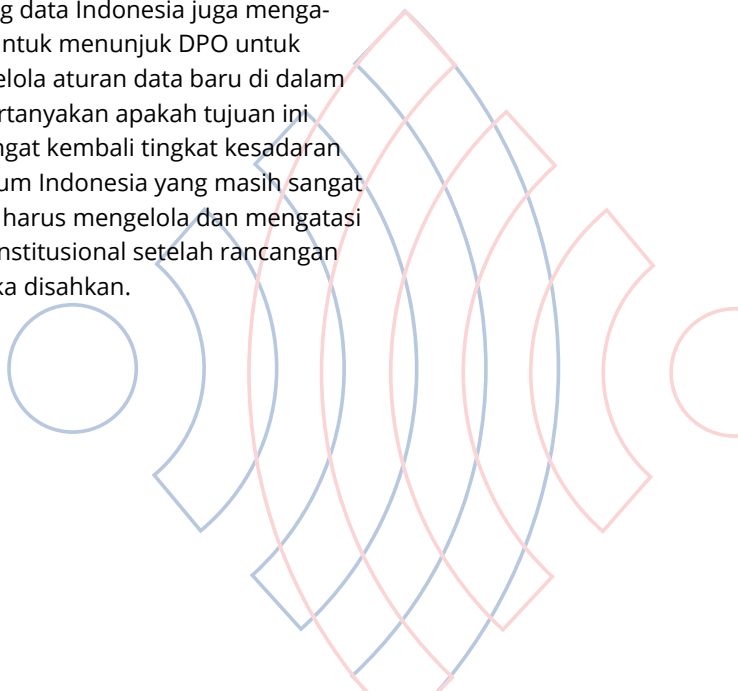 g data Indonesia juga menga-
ntuk menunjuk DPO untuk
elola aturan data baru di dalam
rtanyakan apakah tujuan ini
ngat kembali tingkat kesadaran
um Indonesia yang masih sangat
harus mengelola dan mengatasi
nstitusional setelah rancangan
ka disahkan.